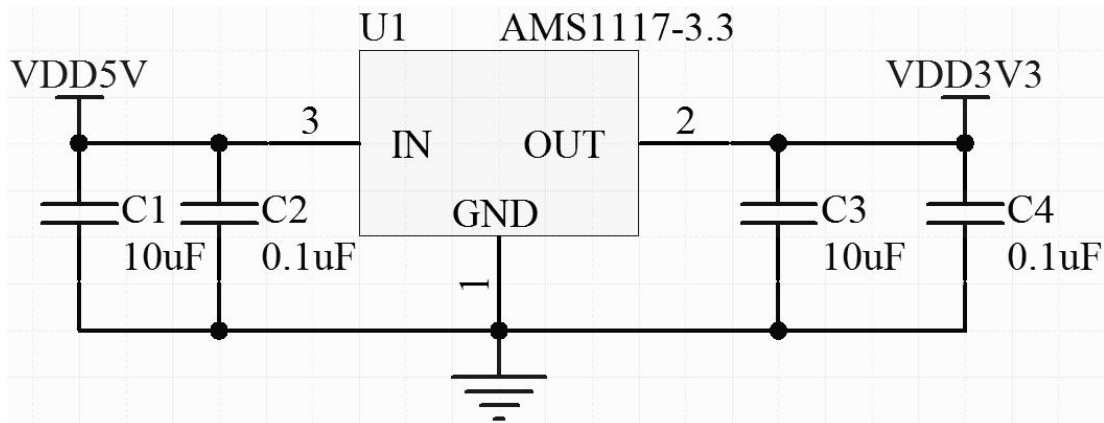 U1 AMS1117-3.3
VDD5V
VDD3V3
3
IN
OUT
2
GND
1
C1
10uF
C2
0.1uF
C3
10uF
C4
0.1uF